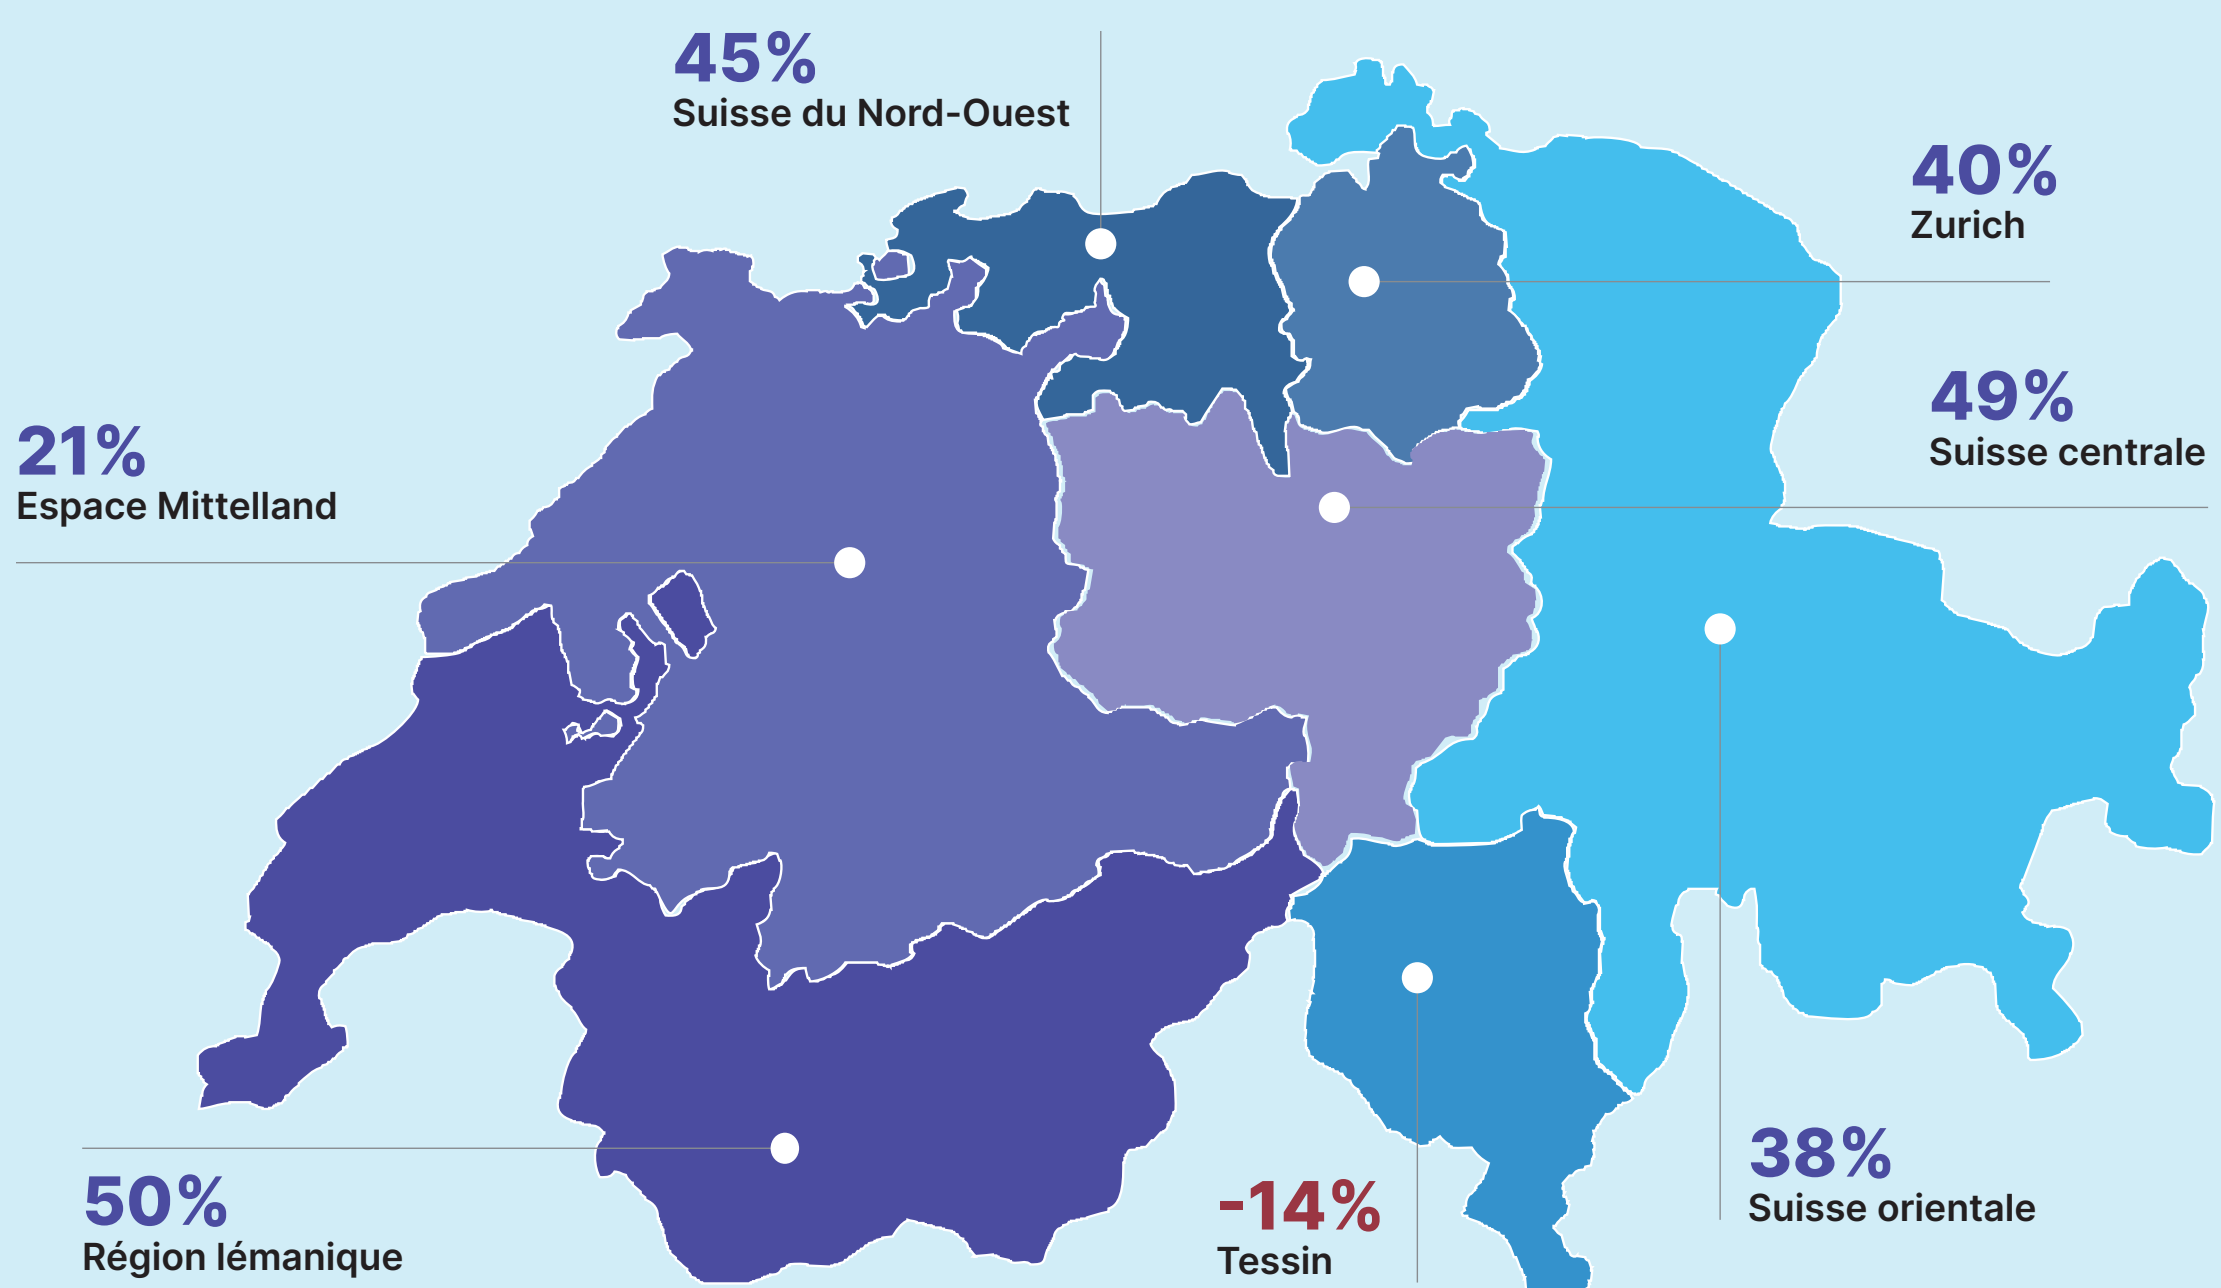 45%
Suisse du Nord-Ouest
40%
Zurich
49%
Suisse centrale
21%
Espace Mittelland
50%
Région lémanique
-14%
Tessin
38%
Suisse orientale